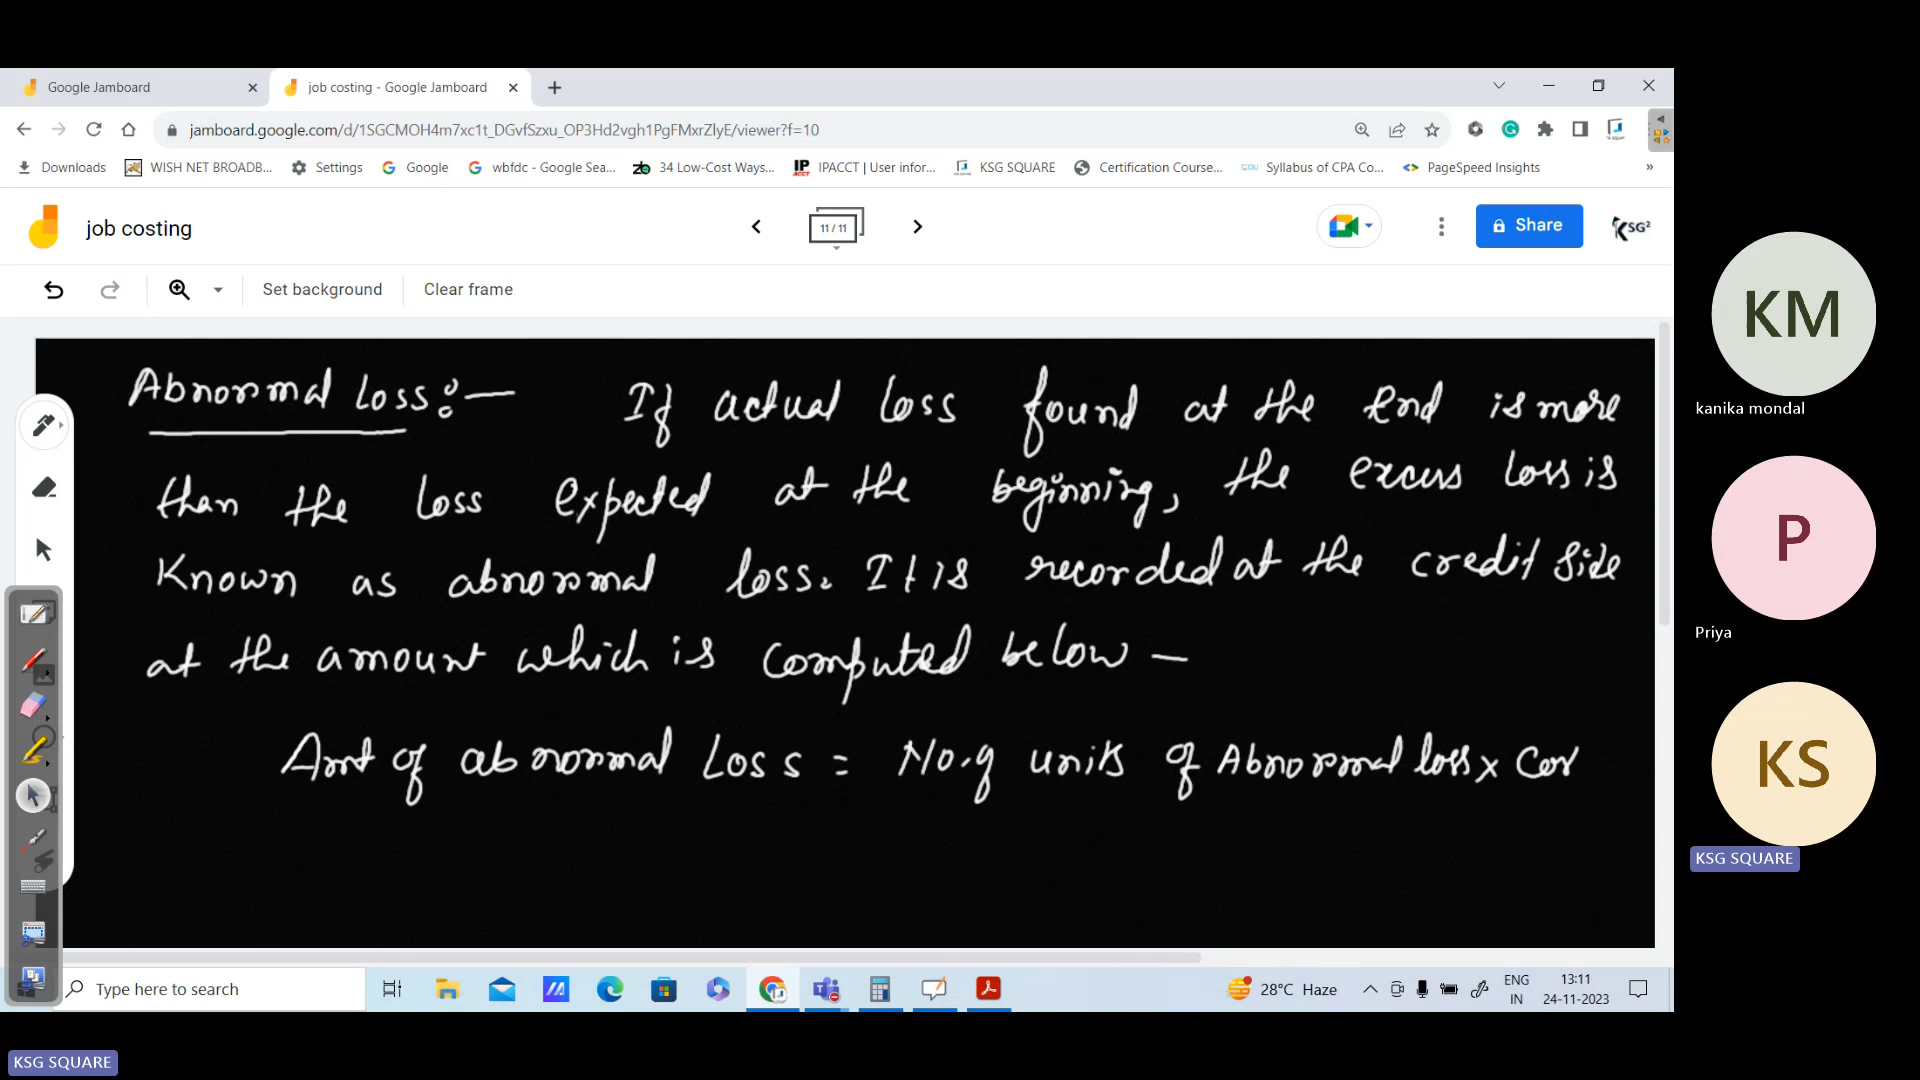 Google Jamboard
job costing - Google Jamboard
jamboard.google.com/d/1SGCMOH4m7xc1t_DGvfSzxu_OP3Hd2vgh1PgFMxrZlyE/viewer?f=10
Downloads WISH NET BROADB... Settings Google wbfdc - Google Sea... 34 Low-Cost Ways... IPACCT | User infor... KSG SQUARE Certification Course... Syllabus of CPA Co... PageSpeed Insights »
job costing
11 / 11
Share
KSG²
Set background Clear frame
Abnormal Loss:— If actual loss found at the end is more
than the loss expected at the beginning, the excess loss is
Known as abnormal loss. It is recorded at the credit side
at the amount which is computed below —
Amt of abnormal Loss = No. of units of Abnormal loss x
KM
kanika mondal
P
Priya
KS
KSG SQUARE
Type here to search
28°C Haze
ENG
IN
13:11
24-11-2023
KSG SQUARE